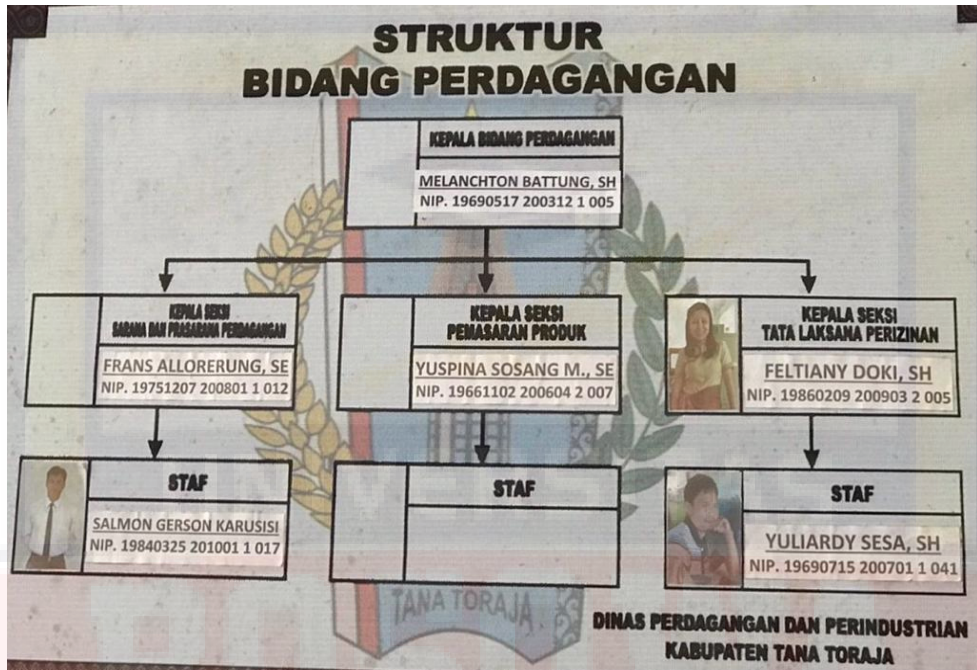 STRUKTUR
BIDANG PERDAGANGAN
KEPALA BIDANG PERDAGANGAN
MELANCHTON BATTUNG, SH
NIP. 19690517 200312 1 005
KEPALA SEKSI
SARANA DAN PRASARANA PERDAGANGAN
FRANS ALLORERUNG, SE
NIP. 19751207 200801 1 012
KEPALA SEKSI
PEMASARAN PRODUK
YUSPINA SOSANG M., SE
NIP. 19661102 200604 2 007
KEPALA SEKSI
TATA LAKSANA PERIZINAN
FELTIANY DOKI, SH
NIP. 19860209 200903 2 005
STAF
SALMON GERSON KARUSISI
NIP. 19840325 201001 1 017
STAF
STAF
YULIARDY SESA, SH
NIP. 19690715 200701 1 041
TANA TORAJA
DINAS PERDAGANGAN DAN PERINDUSTRIAN
KABUPATEN TANA TORAJA